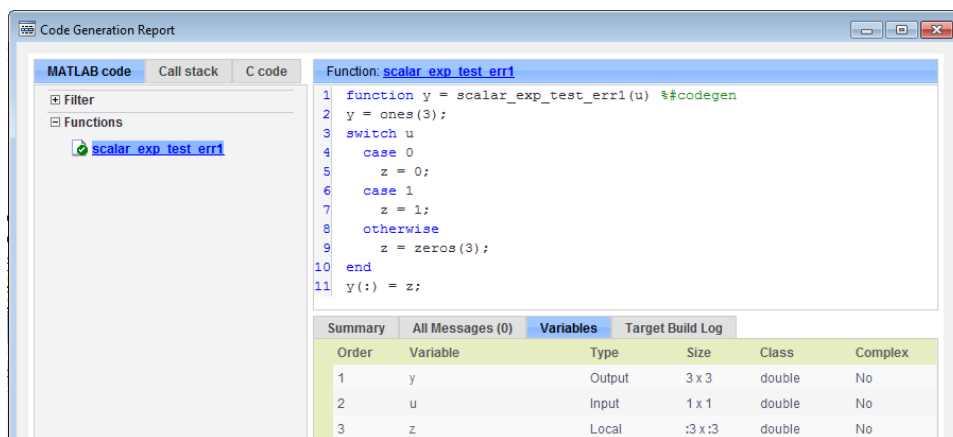 Code Generation Report
MATLAB code Call stack C code
Filter
Functions
scalar_exp_test_err1
Function: scalar_exp_test_err1
1 function y = scalar_exp_test_err1(u) %#codegen
2 y = ones(3);
3 switch u
4 case 0
5 z = 0;
6 case 1
7 z = 1;
8 otherwise
9 z = zeros(3);
10 end
11 y(:) = z;
Summary All Messages (0) Variables Target Build Log
Order Variable Type Size Class Complex
1 y Output 3 x 3 double No
2 u Input 1 x 1 double No
3 z Local :3 x :3 double No